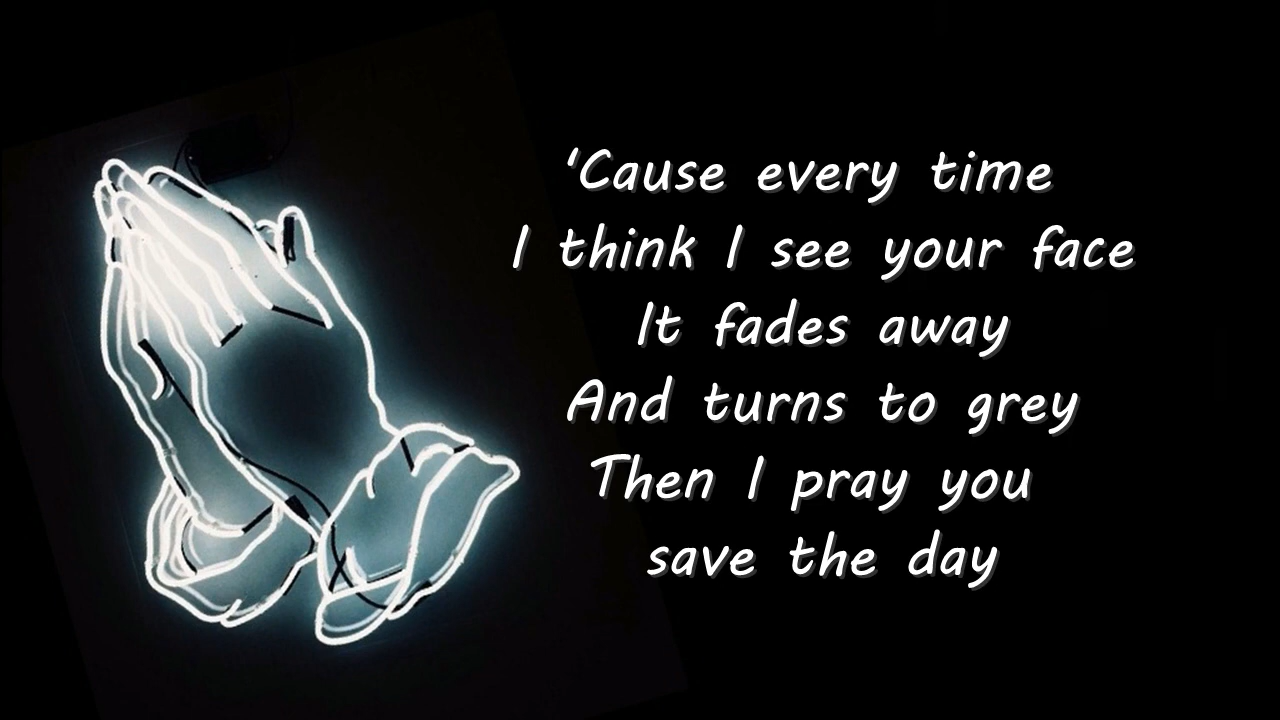 'Cause every time
I think I see your face
It fades away
And turns to grey
Then I pray you
save the day